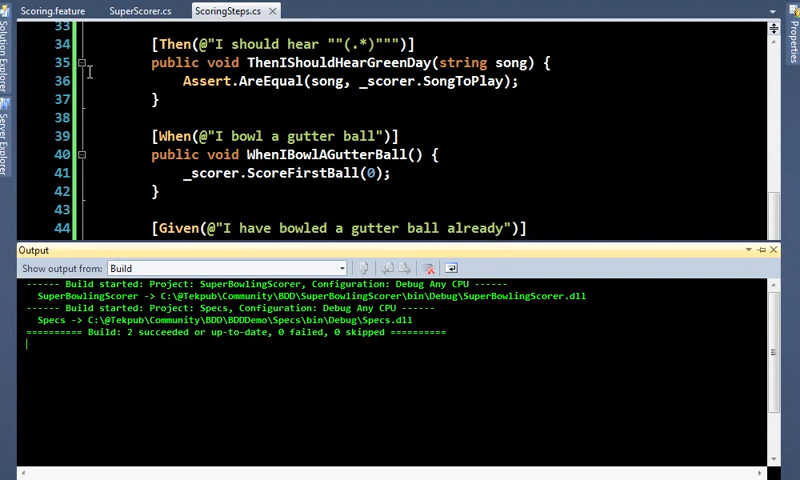 Scoring.feature SuperScorer.cs ScoringSteps.cs
Solution Explorer
Server Explorer
Properties
33
34 [Then(@"I should hear ""(.*)""")]
35 public void ThenIShouldHearGreenDay(string song) {
36 Assert.AreEqual(song, _scorer.SongToPlay);
37 }
38
39 [When(@"I bowl a gutter ball")]
40 public void WhenIBowlAGutterBall() {
41 _scorer.ScoreFirstBall(0);
42 }
43
44 [Given(@"I have bowled a gutter ball already")]
Output
Show output from: Build
------ Build started: Project: SuperBowlingScorer, Configuration: Debug Any CPU ------
SuperBowlingScorer -> C:\@Tekpub\Community\BDD\SuperBowlingScorer\bin\Debug\SuperBowlingScorer.dll
------ Build started: Project: Specs, Configuration: Debug Any CPU ------
Specs -> C:\@Tekpub\Community\BDD\BDDDemo\Specs\bin\Debug\Specs.dll
========== Build: 2 succeeded or up-to-date, 0 failed, 0 skipped ==========